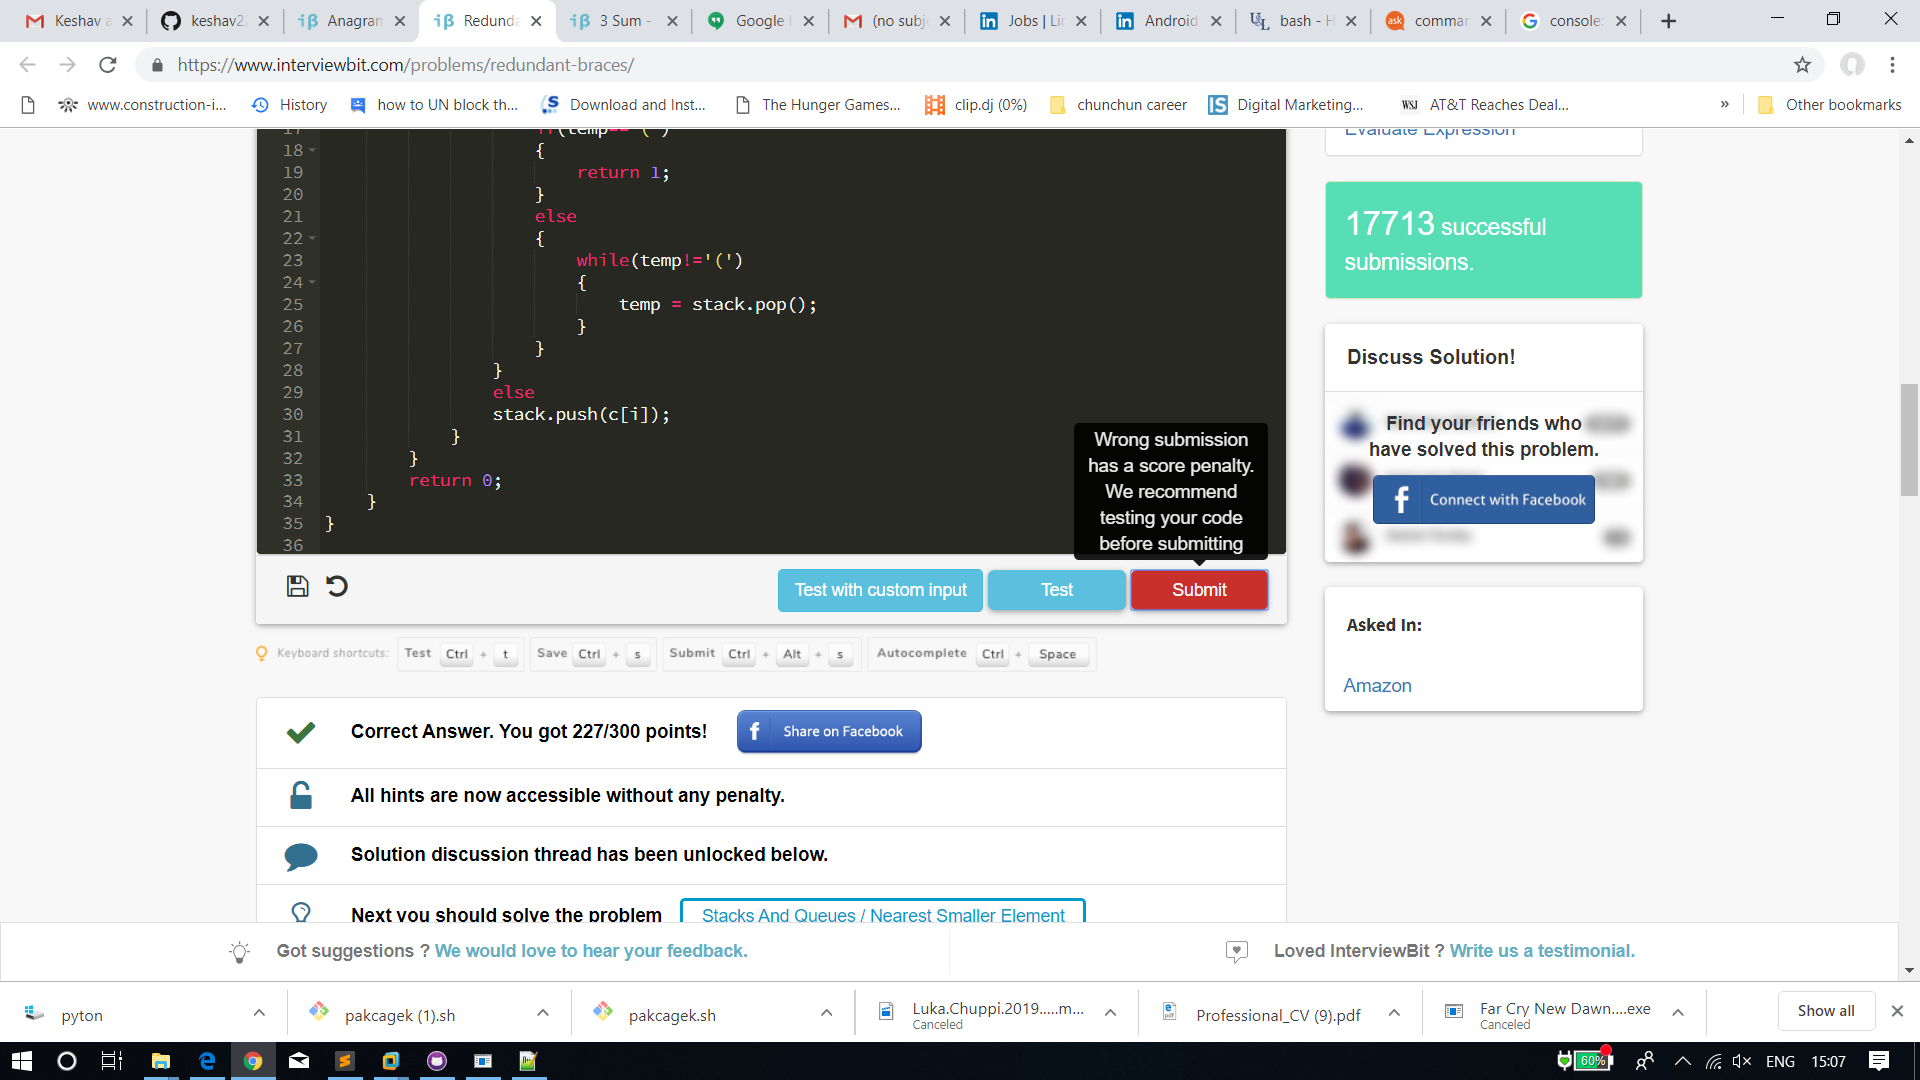 Keshav a
keshav2
Anagram
Redunda
3 Sum -
Google
(no subj
Jobs | Lin
Android
bash - H
comman
console
https://www.interviewbit.com/problems/redundant-braces/
www.construction-i...
History
how to UN block th...
Download and Inst...
The Hunger Games...
clip.dj (0%)
chunchun career
Digital Marketing...
WSJ AT&T Reaches Deal...
»
Other bookmarks
17 if(temp=='(')
18 {
19 return 1;
20 }
21 else
22 {
23 while(temp!='(')
24 {
25 temp = stack.pop();
26 }
27 }
28 }
29 else
30 stack.push(c[i]);
31 }
32 }
33 return 0;
34 }
35 }
36
Wrong submission
has a score penalty.
We recommend
testing your code
before submitting
Test with custom input
Test
Submit
Keyboard shortcuts: Test Ctrl + t Save Ctrl + s Submit Ctrl + Alt + s Autocomplete Ctrl + Space
Correct Answer. You got 227/300 points!
f Share on Facebook
All hints are now accessible without any penalty.
Solution discussion thread has been unlocked below.
Next you should solve the problem
Stacks And Queues / Nearest Smaller Element
Evaluate Expression
17713 successful
submissions.
Discuss Solution!
Find your friends who
have solved this problem.
f Connect with Facebook
Asked In:
Amazon
Got suggestions ? We would love to hear your feedback.
Loved InterviewBit ? Write us a testimonial.
pyton
pakcagek (1).sh
pakcagek.sh
Luka.Chuppi.2019.....m...
Canceled
Professional_CV (9).pdf
Far Cry New Dawn....exe
Canceled
Show all
60%
ENG
15:07